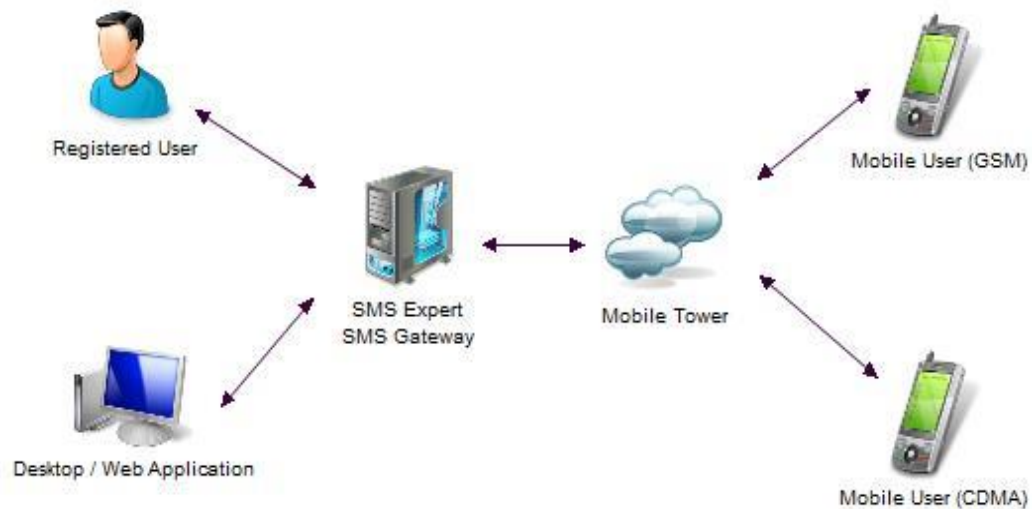 Registered User
Mobile User (GSM)
SMS Expert
SMS Gateway
Mobile Tower
Desktop / Web Application
Mobile User (CDMA)